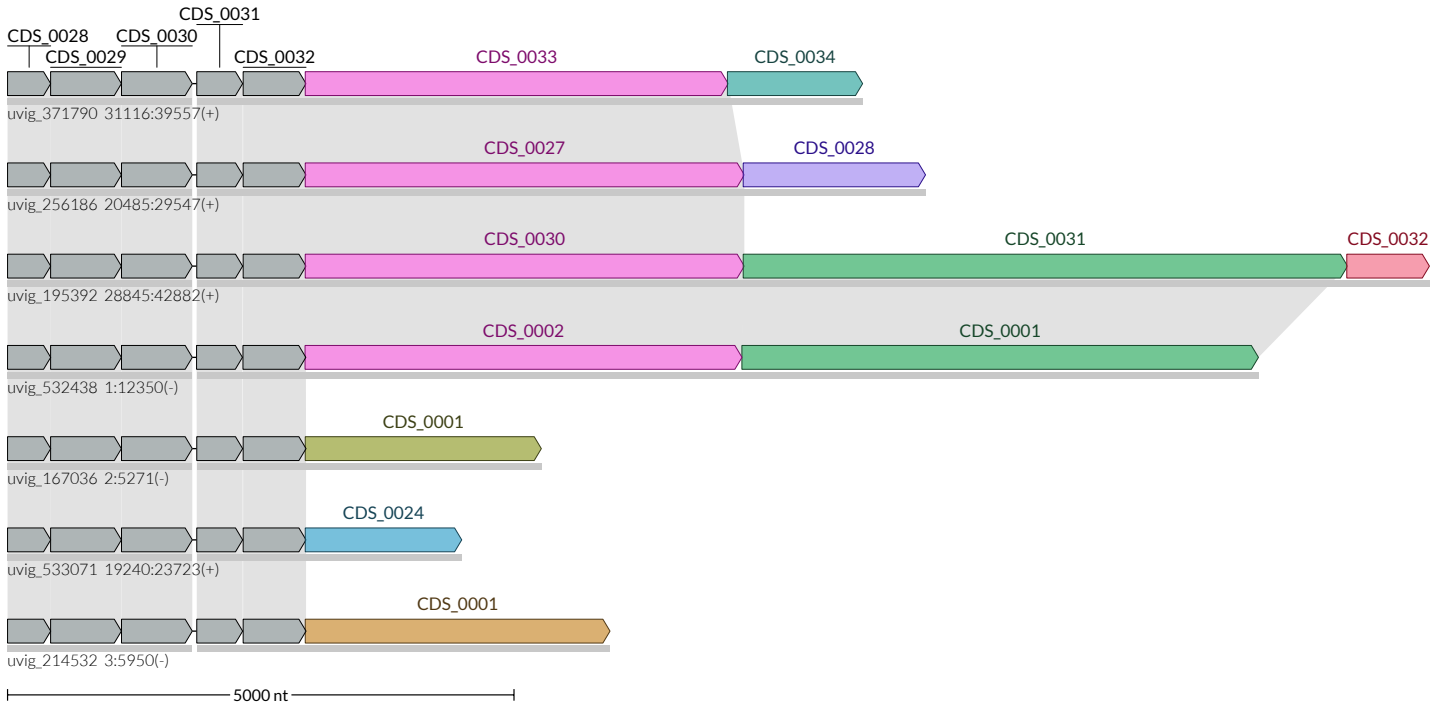 CDS_0031
CDS_0028 CDS_0030
CDS_0029 CDS_0032 CDS_0033 CDS_0034
uvig_371790 31116:39557(+)
CDS_0027 CDS_0028
uvig_256186 20485:29547(+)
CDS_0030 CDS_0031 CDS_0032
uvig_195392 28845:42882(+)
CDS_0002 CDS_0001
uvig_532438 1:12350(-)
CDS_0001
uvig_167036 2:5271(-)
CDS_0024
uvig_533071 19240:23723(+)
CDS_0001
uvig_214532 3:5950(-)
5000 nt